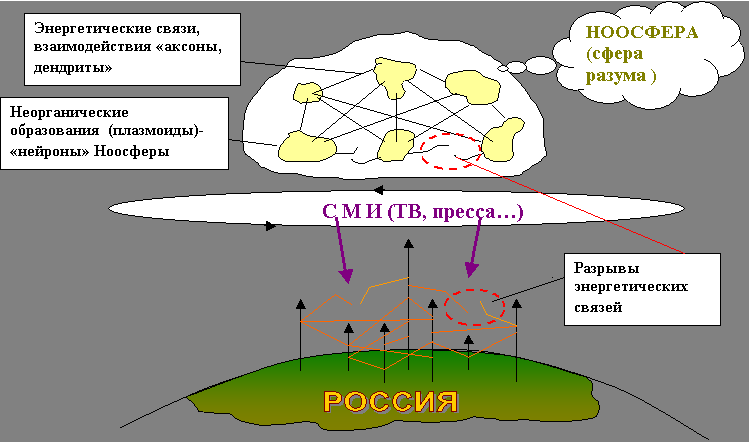 Энергетические связи,
взаимодействия «аксоны,
дендриты»
НООСФЕРА
(сфера
разума )
Неорганические
образования (плазмоиды)-
«нейроны» Ноосферы
С М И (ТВ, пресса…)
Разрывы
энергетических
связей
РОССИЯ